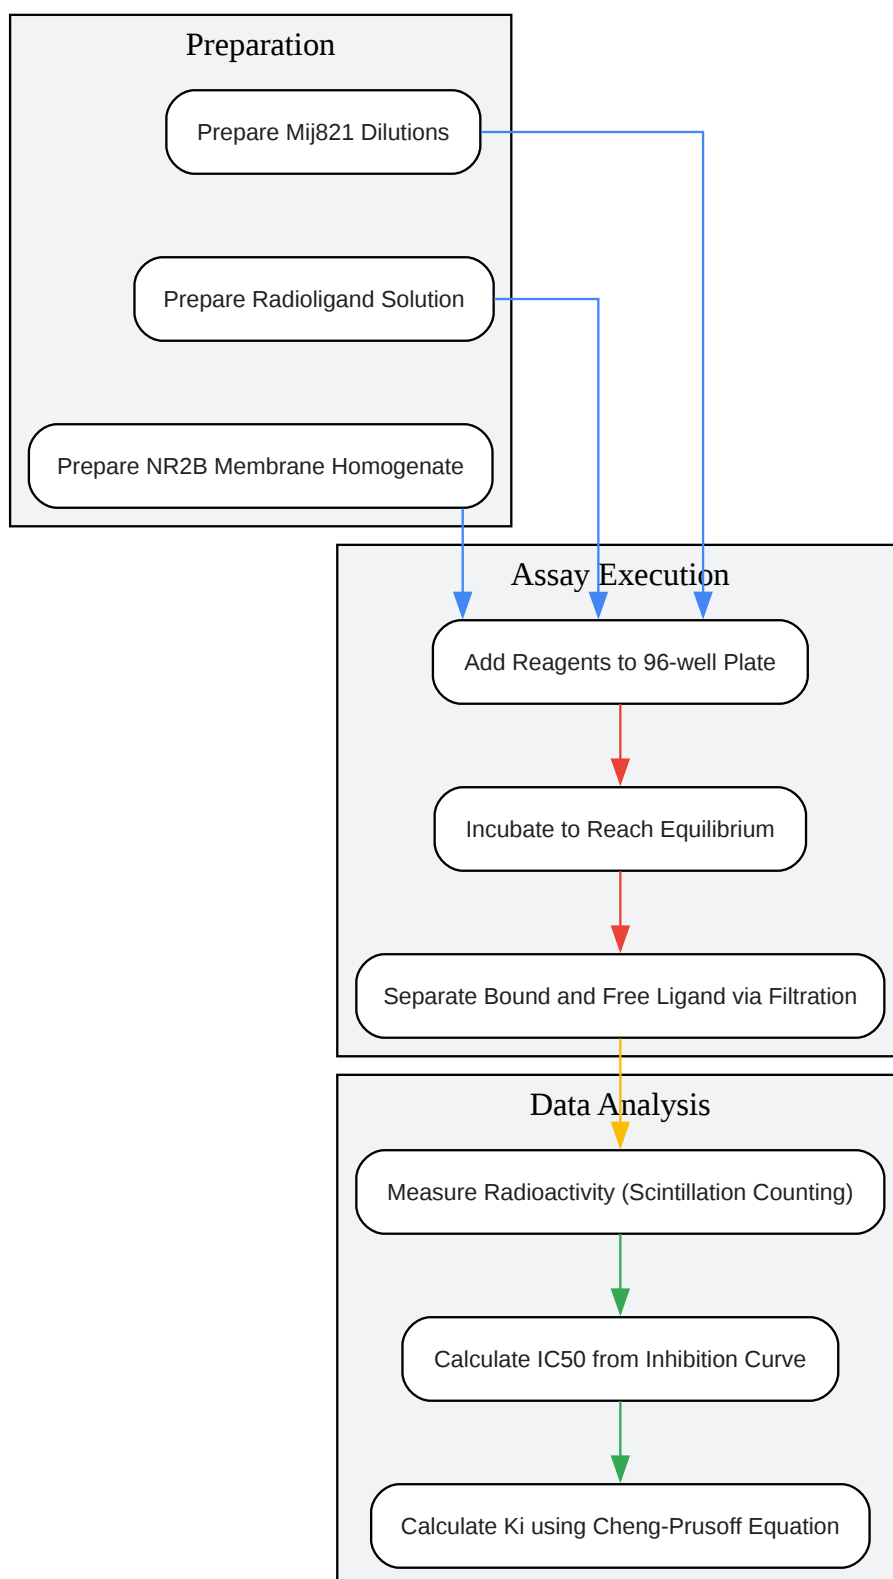 Preparation
Prepare Mij821 Dilutions
Prepare Radioligand Solution
Prepare NR2B Membrane Homogenate
Assay Execution
Add Reagents to 96-well Plate
Incubate to Reach Equilibrium
Separate Bound and Free Ligand via Filtration
Data Analysis
Measure Radioactivity (Scintillation Counting)
Calculate IC50 from Inhibition Curve
Calculate Ki using Cheng-Prusoff Equation